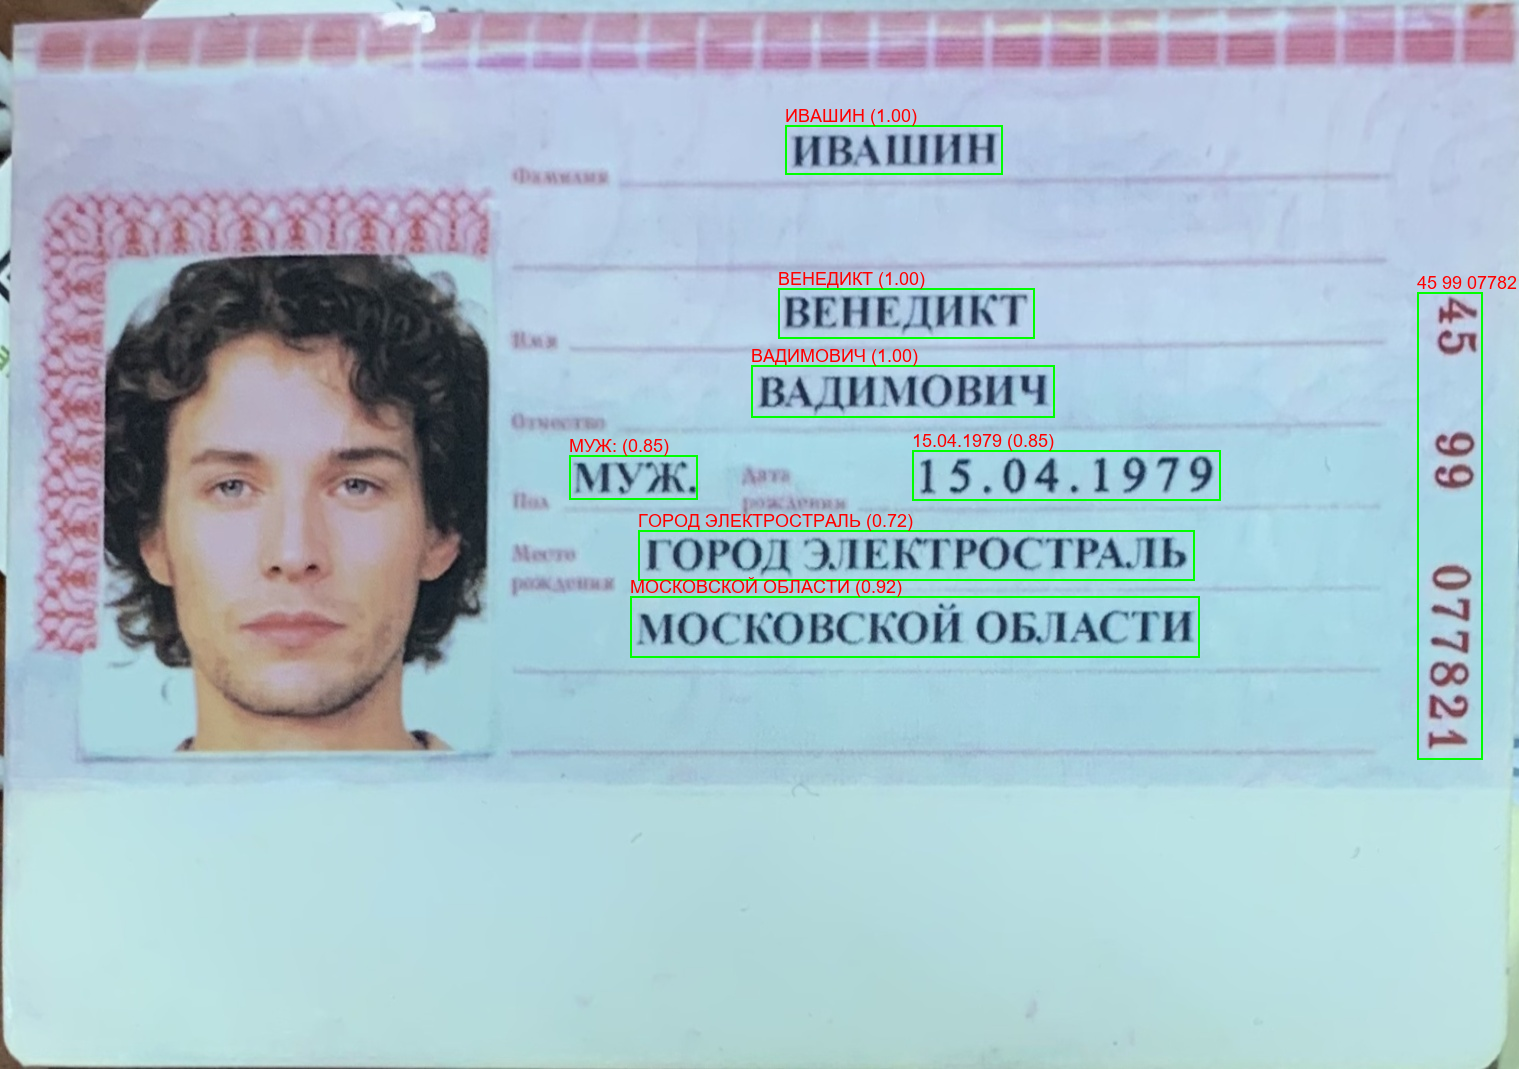 ИВАШИН (1.00)
ИВАШИН
Фамилия
ВЕНЕДИКТ (1.00)
ВЕНЕДИКТ
Имя
ВАДИМОВИЧ (1.00)
ВАДИМОВИЧ
Отчество
МУЖ: (0.85)
15.04.1979 (0.85)
Пол МУЖ. Дата рождения 15.04.1979
ГОРОД ЭЛЕКТРОСТРАЛЬ (0.72)
Место рождения ГОРОД ЭЛЕКТРОСТРАЛЬ
МОСКОВСКОЙ ОБЛАСТИ (0.92)
МОСКОВСКОЙ ОБЛАСТИ
45 99 07782
45 99 077821